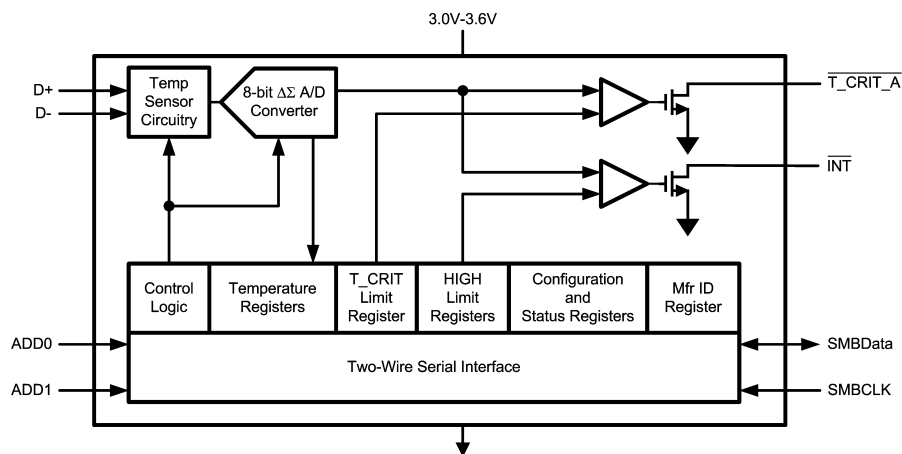 3.0V-3.6V
D+
D-
Temp
Sensor
Circuitry
8-bit ΔΣ A/D
Converter
T_CRIT_A
INT
Control
Logic
Temperature
Registers
T_CRIT
Limit
Register
HIGH
Limit
Registers
Configuration
and
Status Registers
Mfr ID
Register
ADD0
ADD1
Two-Wire Serial Interface
SMBData
SMBCLK